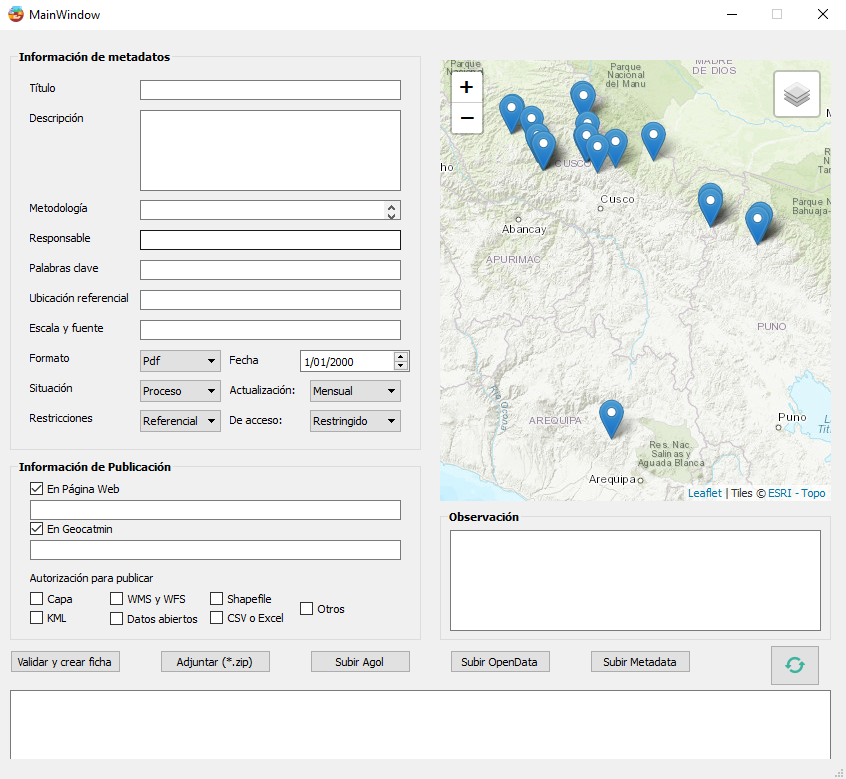 MainWindow
Información de metadatos
Título
Descripción
Metodología
Responsable
Palabras clave
Ubicación referencial
Escala y fuente
Formato Pdf Fecha 1/01/2000
Situación Proceso Actualización: Mensual
Restricciones Referencial De acceso: Restringido
Información de Publicación
En Página Web
En Geocatmin
Autorización para publicar
Capa WMS y WFS Shapefile Otros
KML Datos abiertos CSV o Excel
+
−
Parque
Nacional
Parque
Nacional
del Manu
MADRE
DE DIOS
CUSCO
Cusco
Abancay
APURIMAC
Parque N
Bahuaja-
PUNO
AREQUIPA
Puno
Res. Nac.
Salinas y
Aguada Blanca
Arequipa
Leaflet | Tiles © ESRI - Topo
Observación
Validar y crear ficha Adjuntar (*.zip) Subir Agol Subir OpenData Subir Metadata